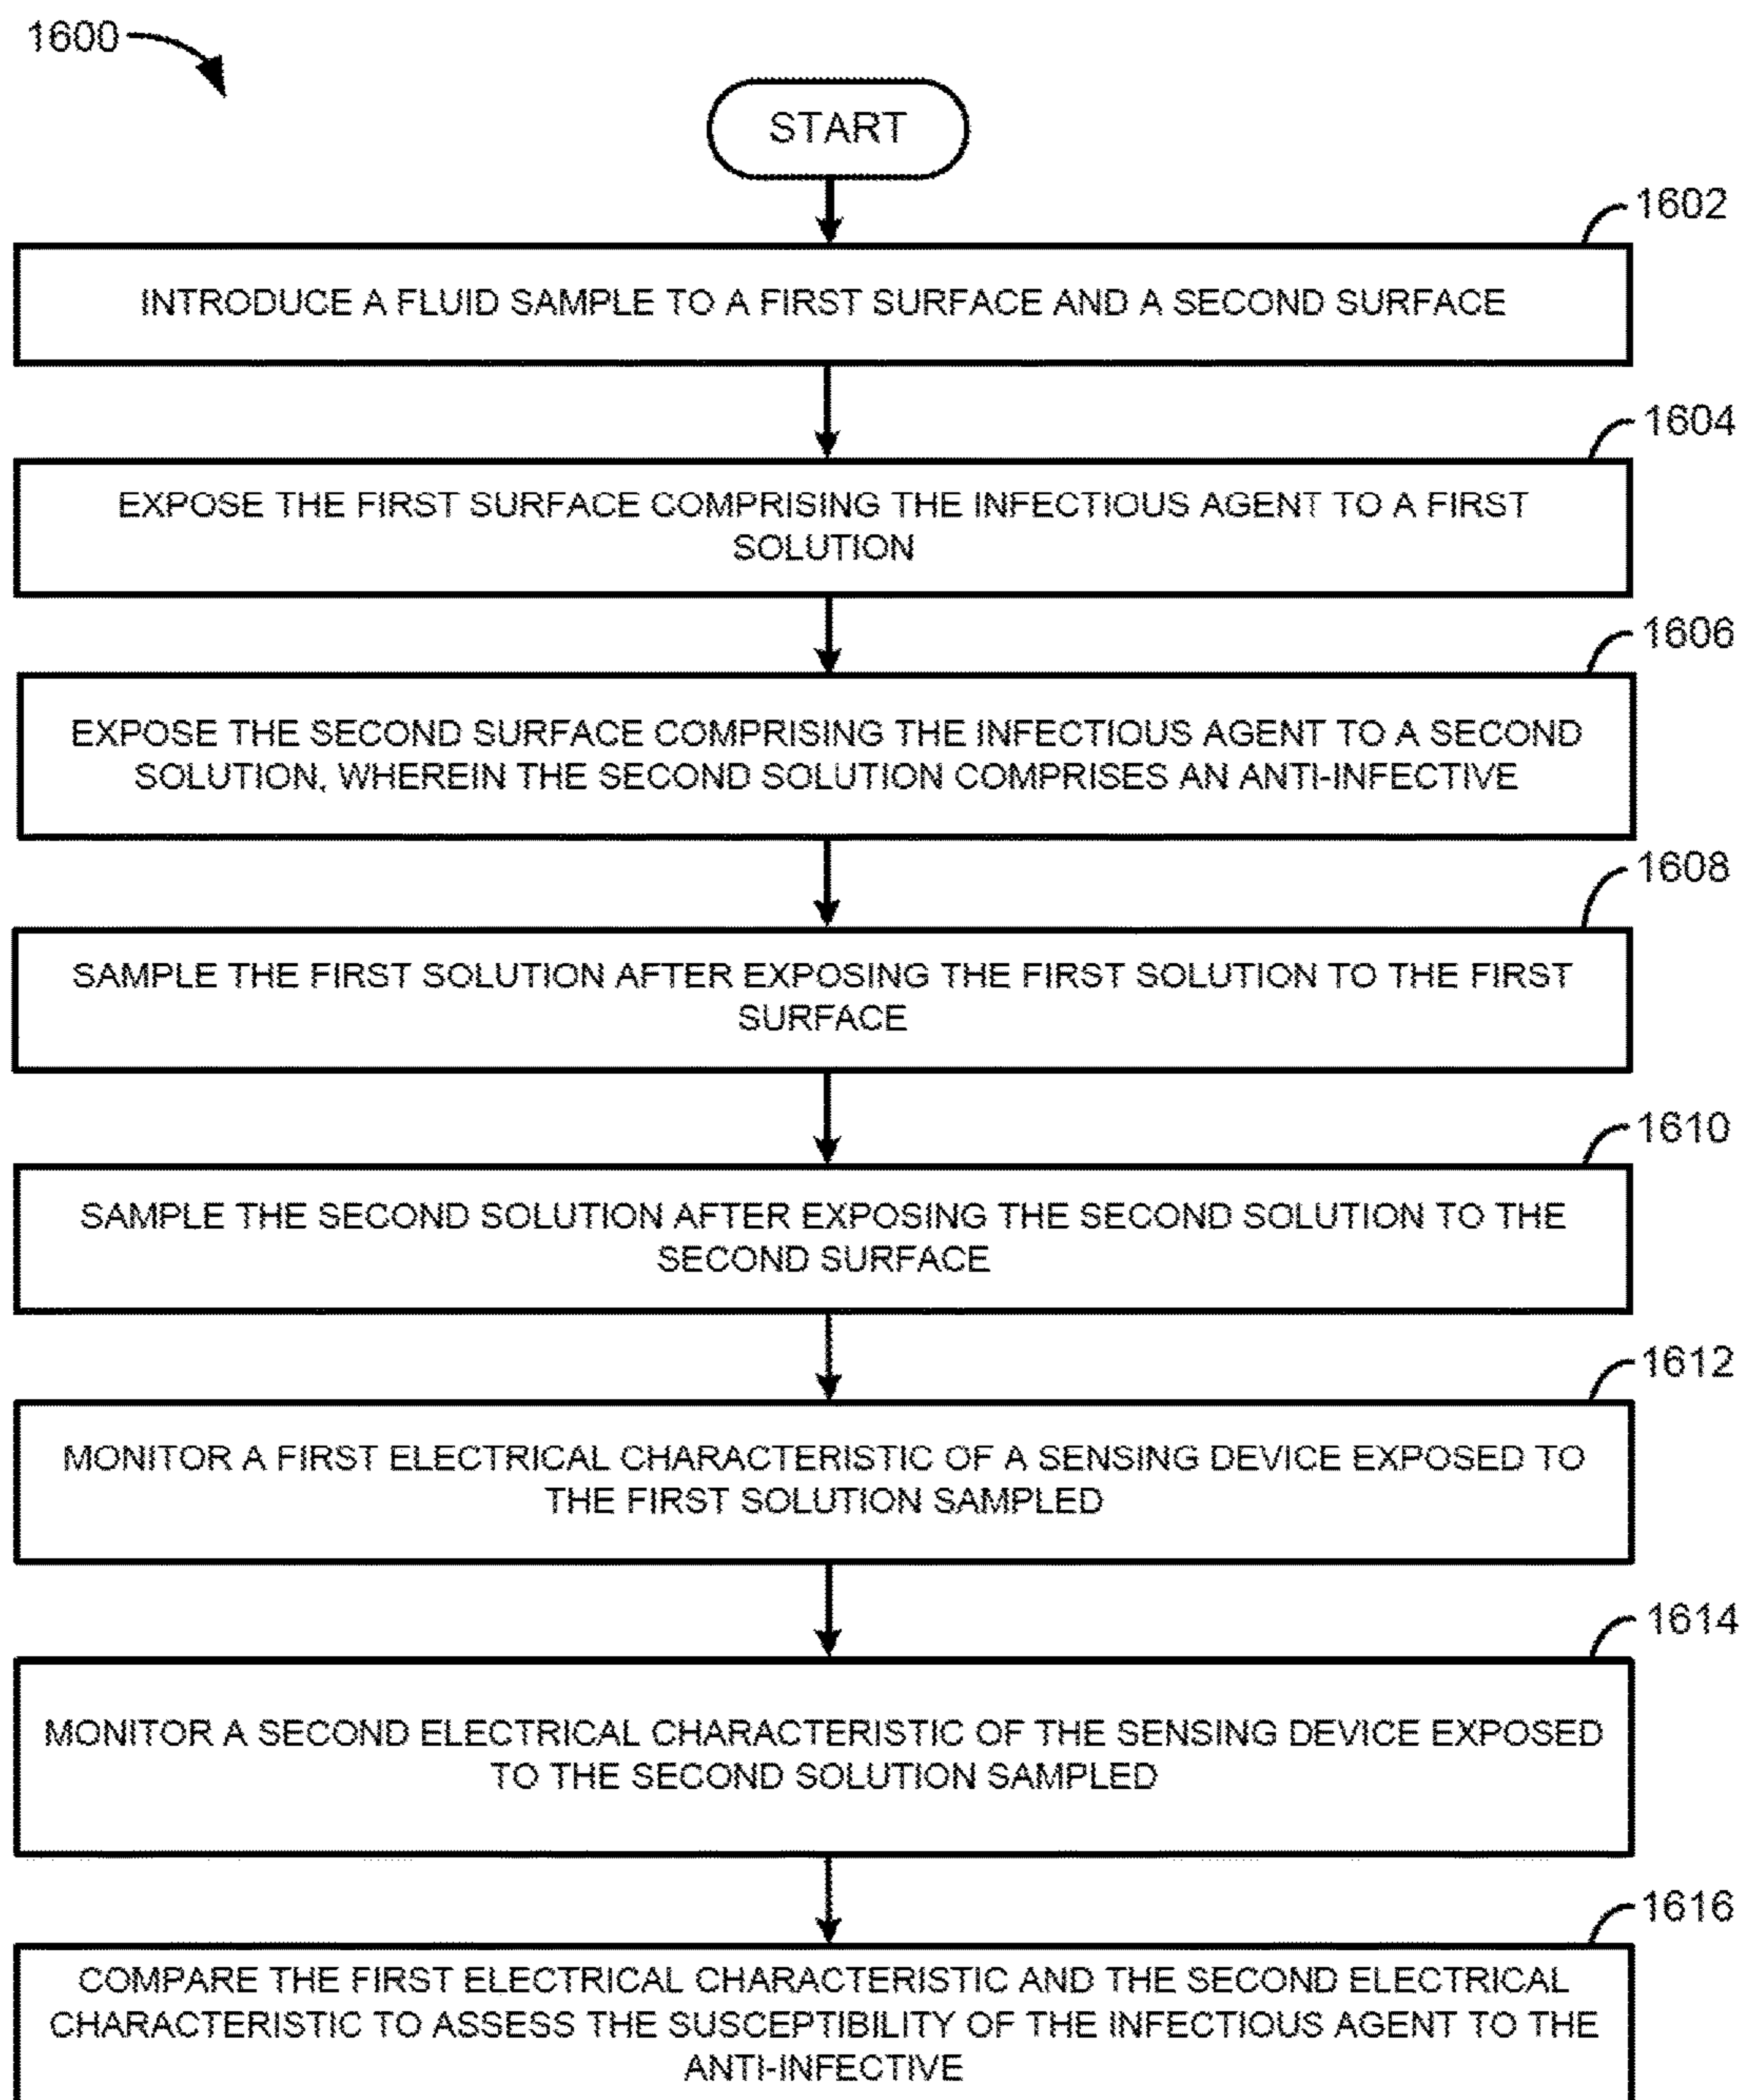 1600
START
1602
INTRODUCE A FLUID SAMPLE TO A FIRST SURFACE AND A SECOND SURFACE
1604
EXPOSE THE FIRST SURFACE COMPRISING THE INFECTIOUS AGENT TO A FIRST
SOLUTION
1606
EXPOSE THE SECOND SURFACE COMPRISING THE INFECTIOUS AGENT TO A SECOND
SOLUTION, WHEREIN THE SECOND SOLUTION COMPRISES AN ANTI-INFECTIVE
1608
SAMPLE THE FIRST SOLUTION AFTER EXPOSING THE FIRST SOLUTION TO THE FIRST
SURFACE
1610
SAMPLE THE SECOND SOLUTION AFTER EXPOSING THE SECOND SOLUTION TO THE
SECOND SURFACE
1612
MONITOR A FIRST ELECTRICAL CHARACTERISTIC OF A SENSING DEVICE EXPOSED TO
THE FIRST SOLUTION SAMPLED
1614
MONITOR A SECOND ELECTRICAL CHARACTERISTIC OF THE SENSING DEVICE EXPOSED
TO THE SECOND SOLUTION SAMPLED
1616
COMPARE THE FIRST ELECTRICAL CHARACTERISTIC AND THE SECOND ELECTRICAL
CHARACTERISTIC TO ASSESS THE SUSCEPTIBILITY OF THE INFECTIOUS AGENT TO THE
ANTI-INFECTIVE